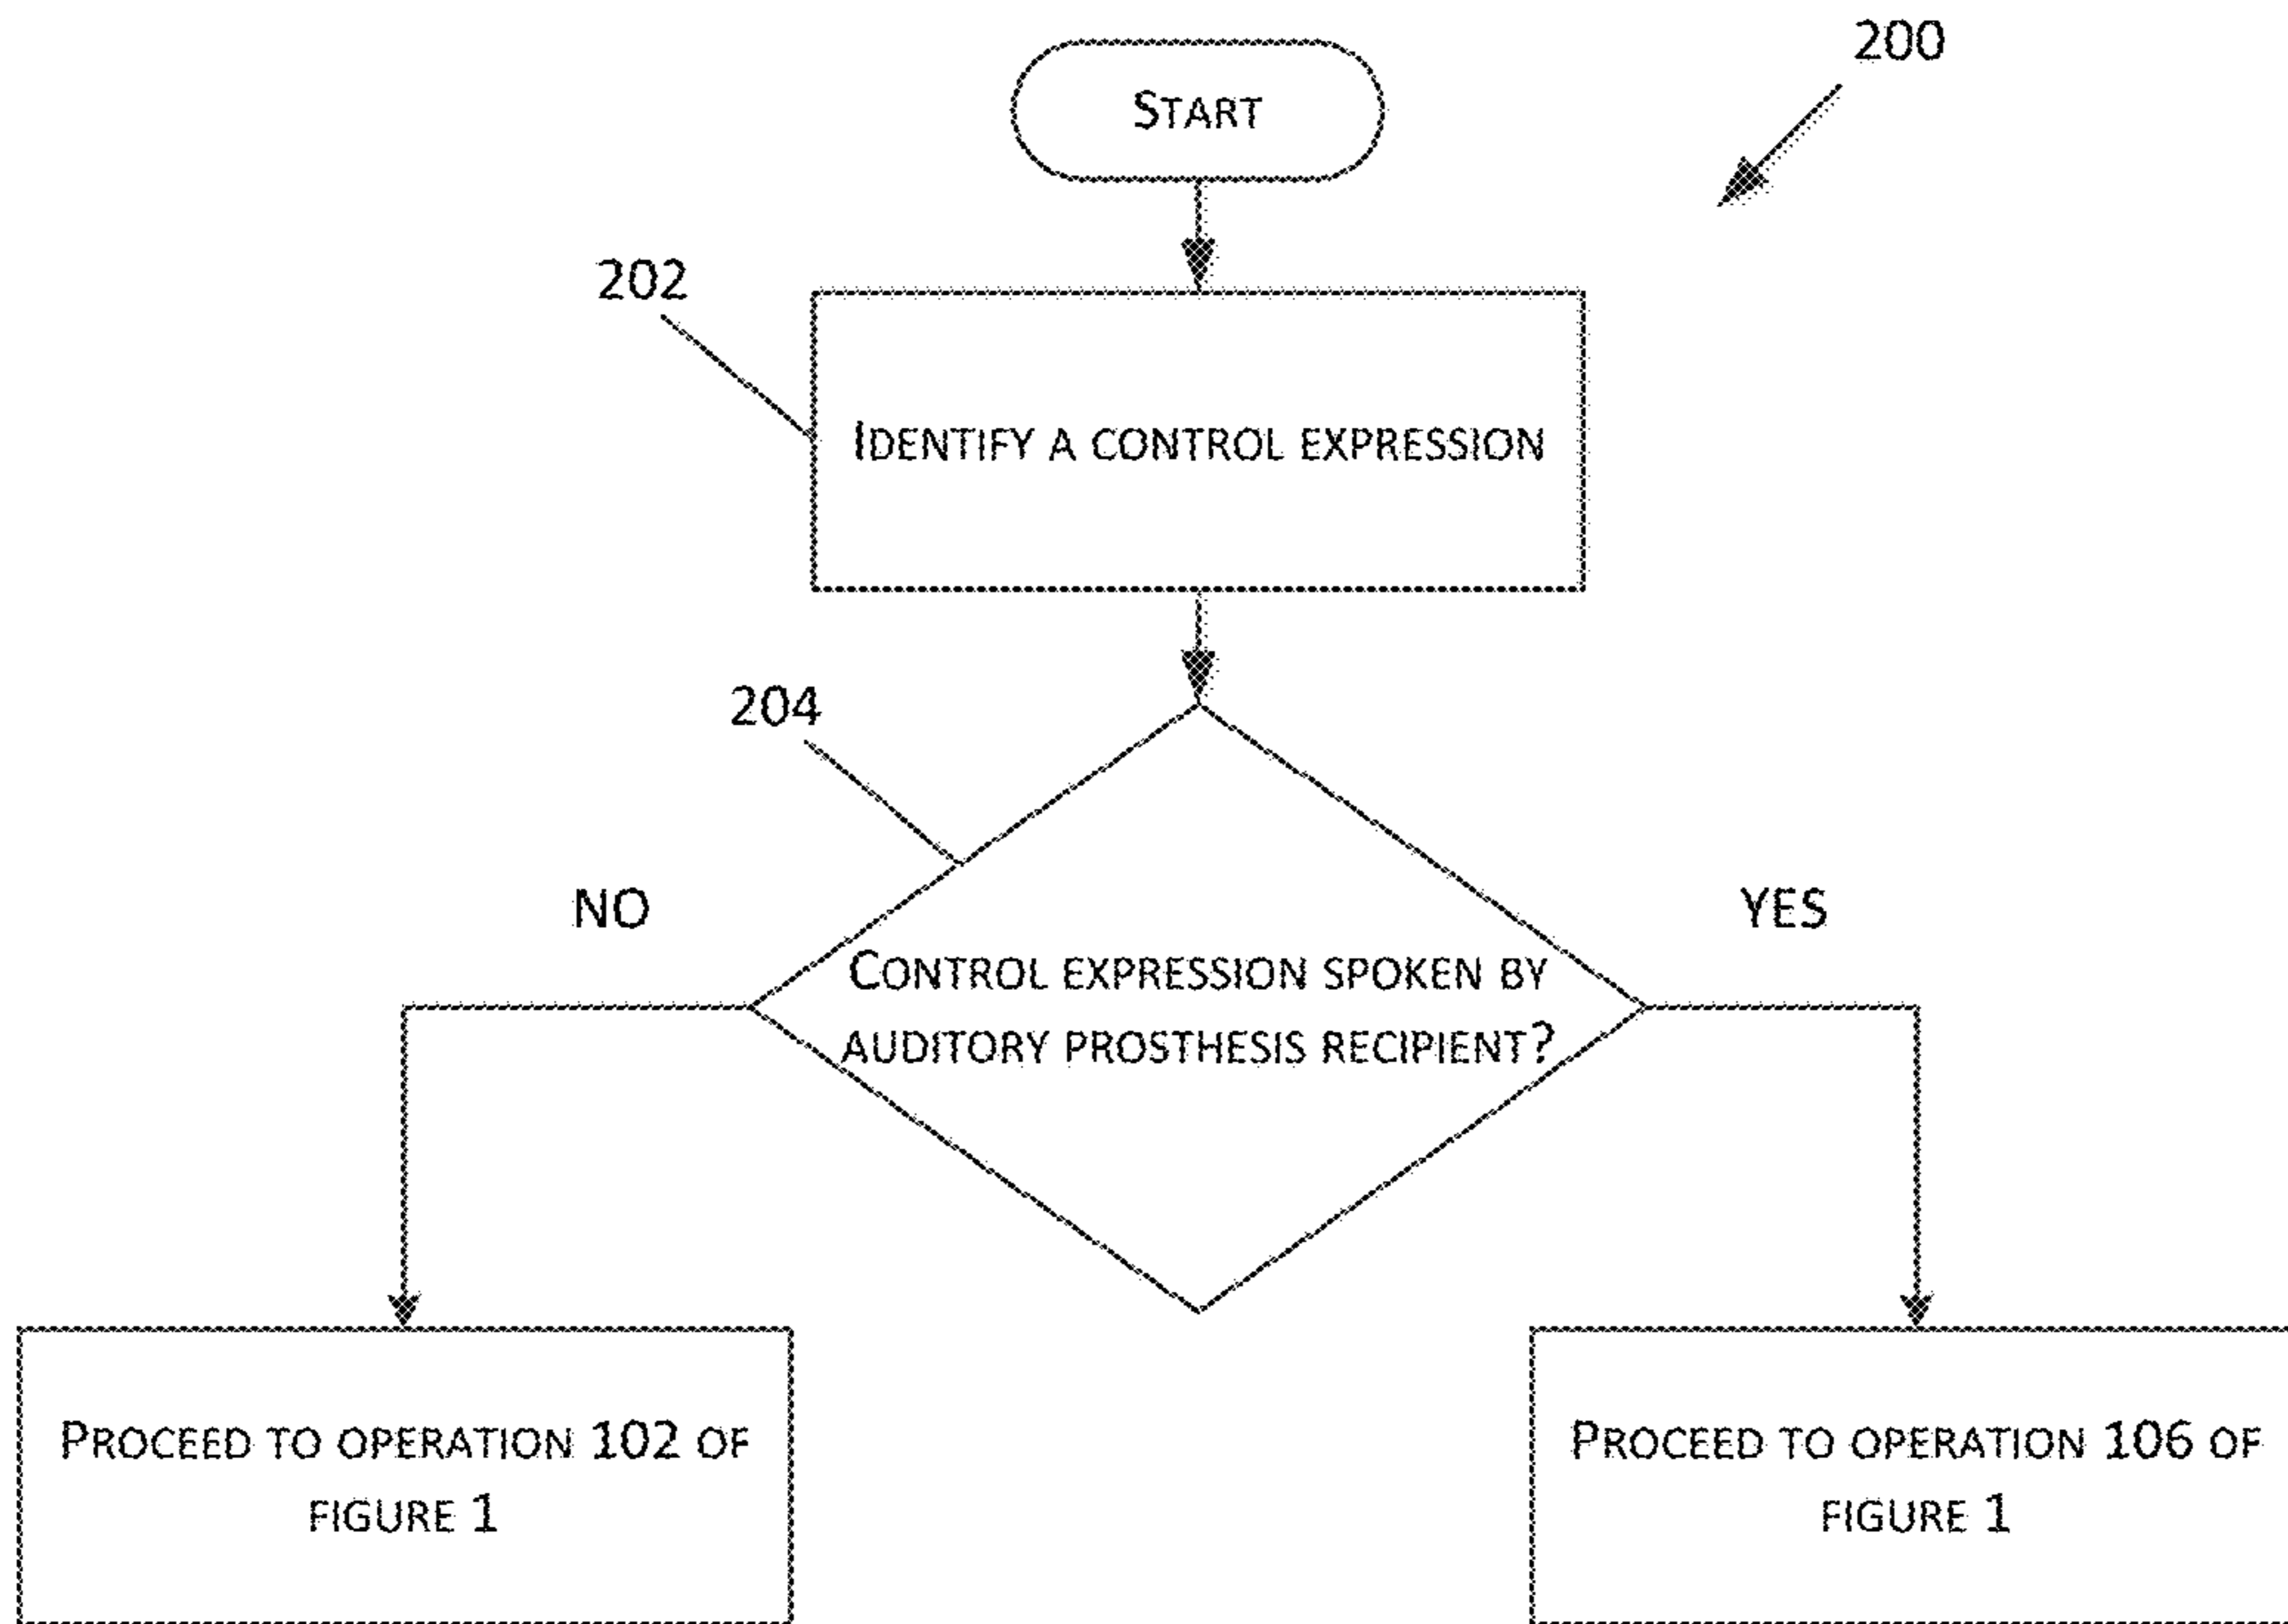 200
START
202
IDENTIFY A CONTROL EXPRESSION
204
NO
YES
CONTROL EXPRESSION SPOKEN BY
AUDITORY PROSTHESIS RECIPIENT?
PROCEED TO OPERATION 102 OF
FIGURE 1
PROCEED TO OPERATION 106 OF
FIGURE 1